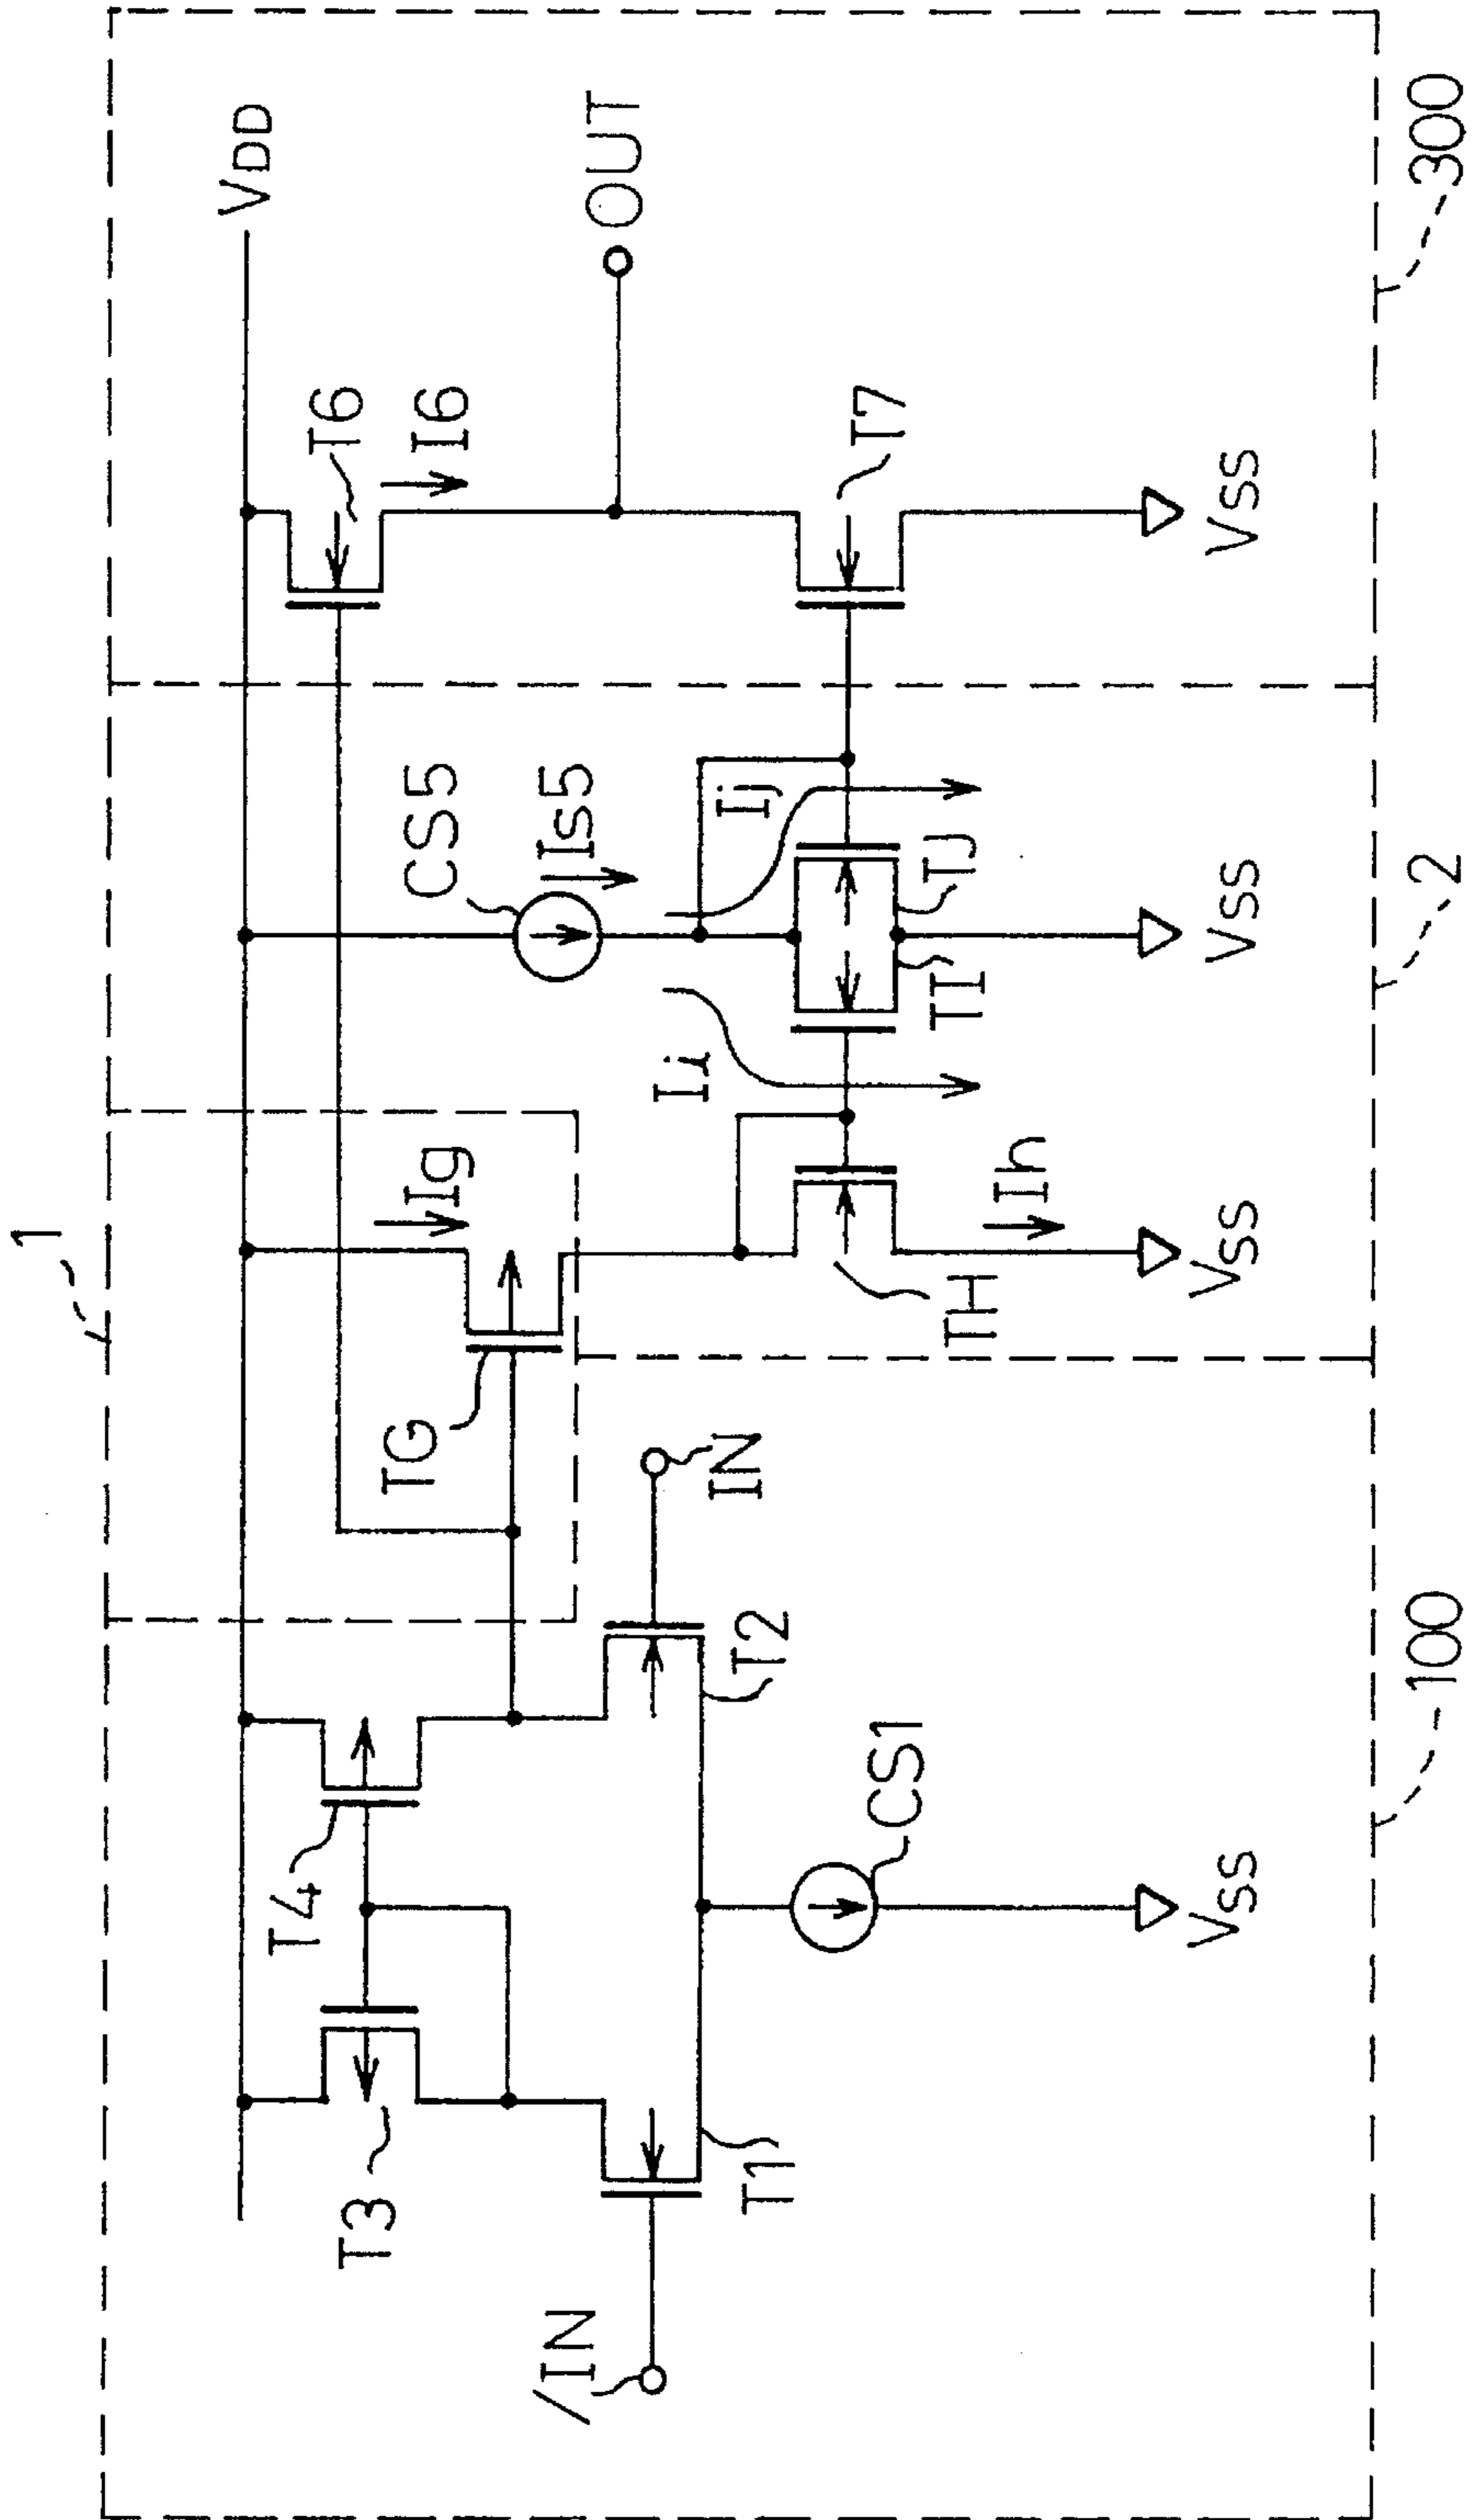 1
VDD
T6
I6
OUT
T7
VSS
300
CS5
Is5
Ij
TJ
TI
Ii
VSS
2
Ig
TG
TH
Ih
VSS
IN
T2
T4
CS1
VSS
100
T3
T1
/IN